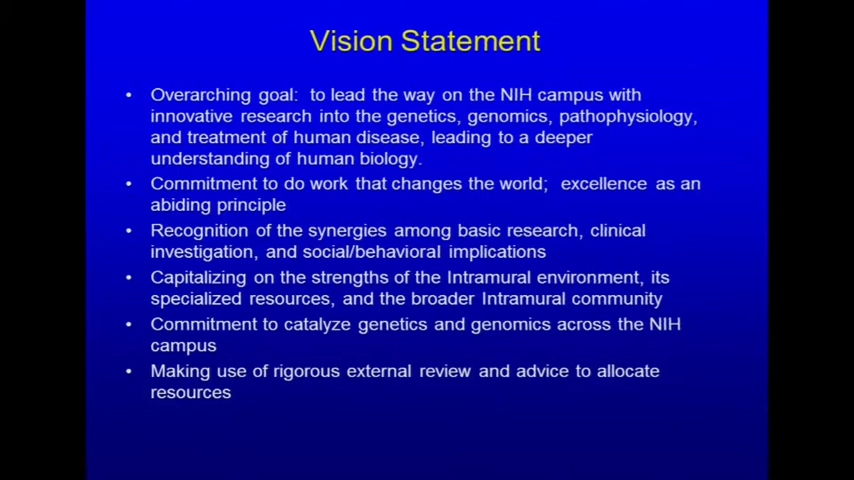 Vision Statement
• Overarching goal:  to lead the way on the NIH campus with
innovative research into the genetics, genomics, pathophysiology,
and treatment of human disease, leading to a deeper
understanding of human biology.
• Commitment to do work that changes the world;  excellence as an
abiding principle
• Recognition of the synergies among basic research, clinical
investigation, and social/behavioral implications
• Capitalizing on the strengths of the Intramural environment, its
specialized resources, and the broader Intramural community
• Commitment to catalyze genetics and genomics across the NIH
campus
• Making use of rigorous external review and advice to allocate
resources